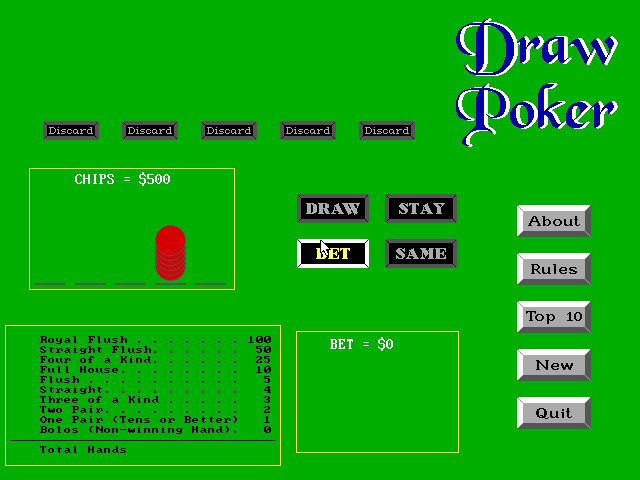 Draw
Poker
Discard Discard Discard Discard Discard
CHIPS = $500
DRAW STAY
BET SAME
About
Rules
Top 10
New
Quit
Royal Flush . . . . . . . 100
Straight Flush. . . . . . 50
Four of a Kind. . . . . . 25
Full House. . . . . . . . 10
Flush . . . . . . . . . . 5
Straight. . . . . . . . . 4
Three of a Kind . . . . . 3
Two Pair. . . . . . . . . 2
One Pair (Tens or Better) 1
Bolos (Non-winning Hand). 0
Total Hands
BET = $0